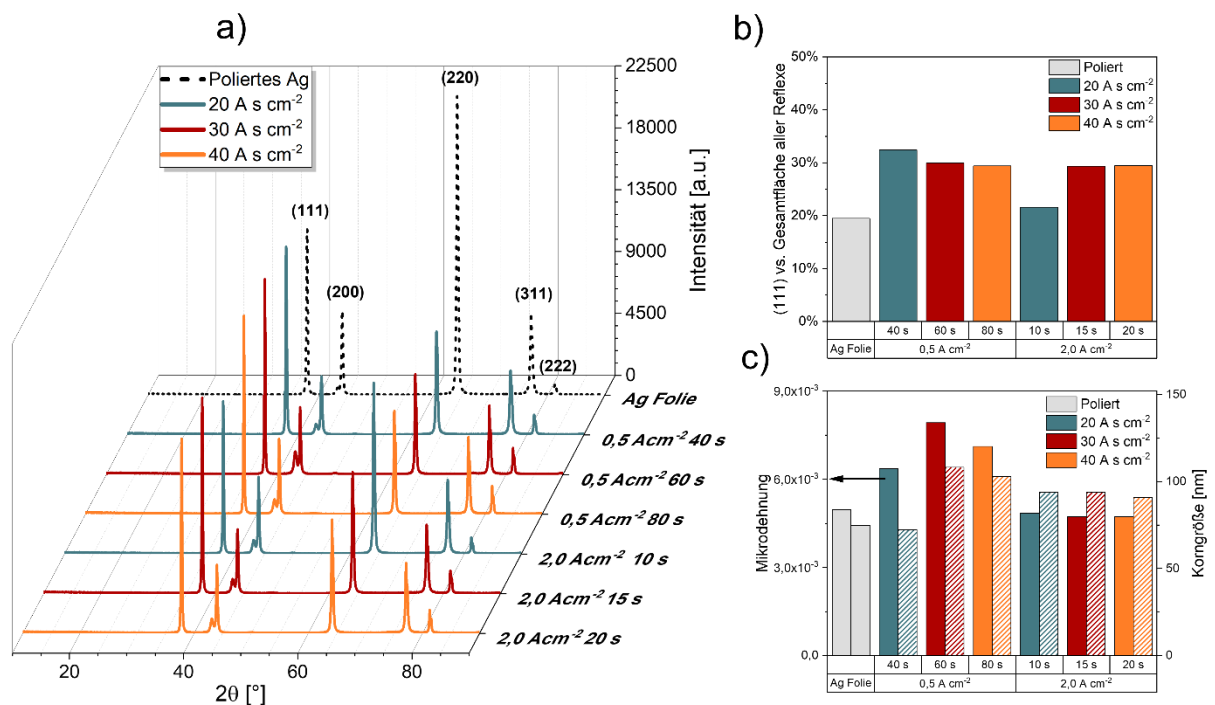 a)
Poliertes Ag
20 A s cm-2
30 A s cm-2
40 A s cm-2
(111)
(200)
(220)
(311)
(222)
22500
18000
13500
9000
4500
0
Intensität [a.u.]
Ag Folie
0,5 Acm-2 40 s
0,5 Acm-2 60 s
0,5 Acm-2 80 s
2,0 Acm-2 10 s
2,0 Acm-2 15 s
2,0 Acm-2 20 s
20 40 60 80
2θ [°]
b)
(111) vs. Gesamtfläche aller Reflexe
50%
40%
30%
20%
10%
0%
Poliert
20 A s cm-2
30 A s cm-2
40 A s cm-2
40 s 60 s 80 s 10 s 15 s 20 s
Ag Folie 0,5 A cm-2 2,0 A cm-2
c)
Mikrodehnung
9,0x10-3
6,0x10-3
3,0x10-3
0,0
Poliert
20 A s cm-2
30 A s cm-2
40 A s cm-2
150
100
50
0
Korngröße [nm]
40 s 60 s 80 s 10 s 15 s 20 s
Ag Folie 0,5 A cm-2 2,0 A cm-2